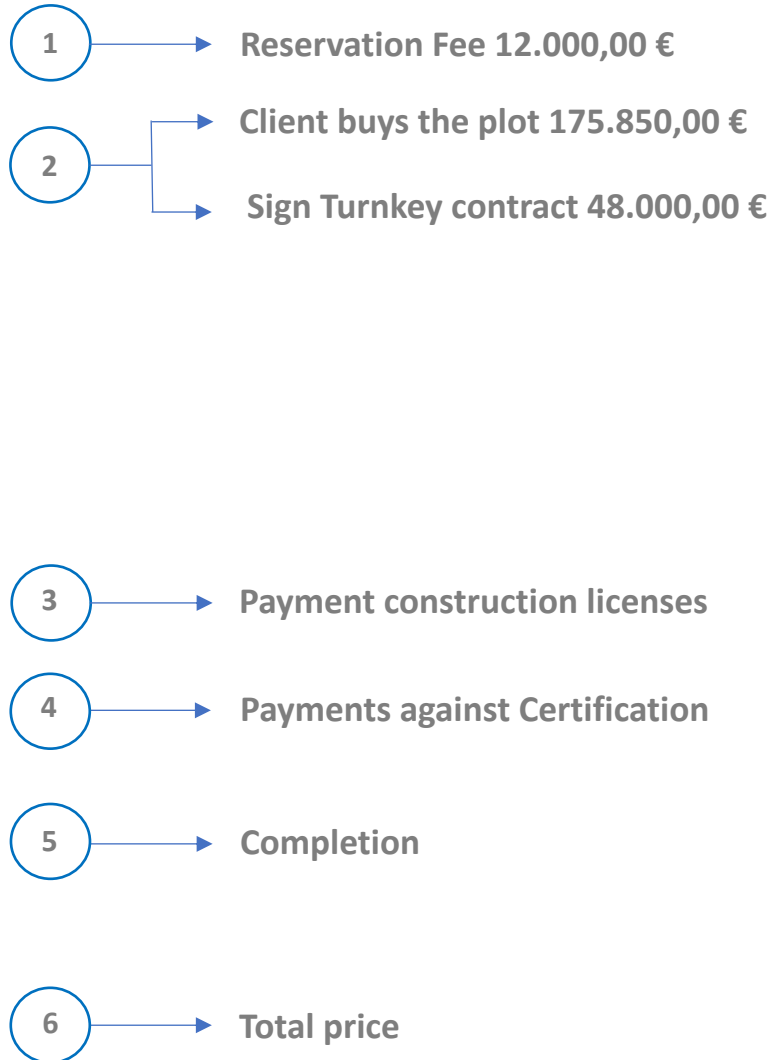 1
Reservation Fee 12.000,00 €
2
Client buys the plot 175.850,00 €
Sign Turnkey contract 48.000,00 €
3
Payment construction licenses
4
Payments against Certification
5
Completion
6
Total price